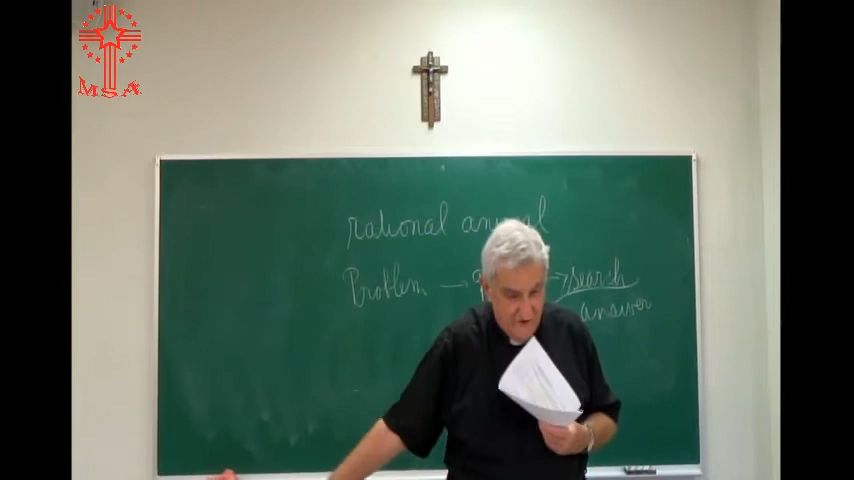 MSA
rational animal
Problem → → search
answer